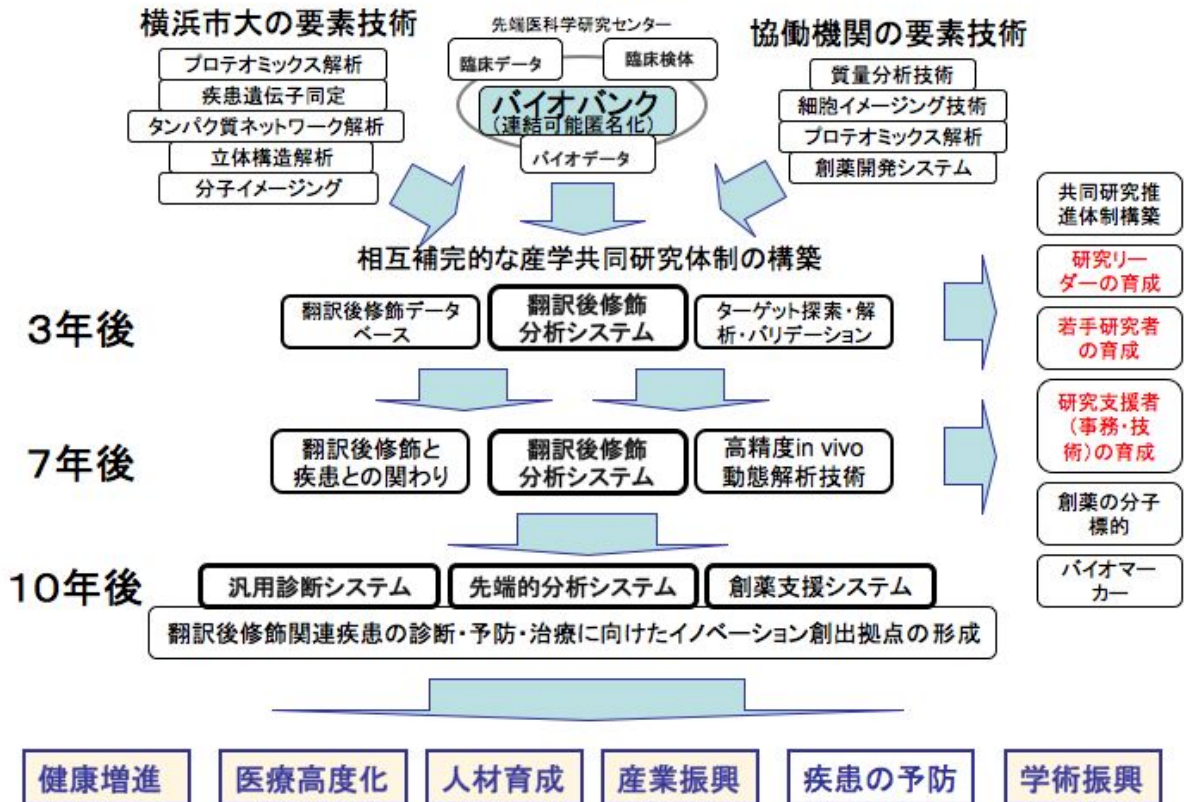 横浜市大の要素技術
プロテオミックス解析
疾患遺伝子同定
タンパク質ネットワーク解析
立体構造解析
分子イメージング
先端医科学研究センター
臨床データ
臨床検体
バイオバンク
(連結可能匿名化)
バイオデータ
協働機関の要素技術
質量分析技術
細胞イメージング技術
プロテオミックス解析
創薬開発システム
相互補完的な産学共同研究体制の構築
3年後
翻訳後修飾データ
ベース
翻訳後修飾
分析システム
ターゲット探索・解
析・バリデーション
7年後
翻訳後修飾と
疾患との関わり
翻訳後修飾
分析システム
高精度in vivo
動態解析技術
10年後
汎用診断システム
先端的分析システム
創薬支援システム
翻訳後修飾関連疾患の診断・予防・治療に向けたイノベーション創出拠点の形成
共同研究推
進体制構築
研究リー
ダーの育成
若手研究者
の育成
研究支援者
(事務・技
術)の育成
創薬の分子
標的
バイオマー
カー
健康増進
医療高度化
人材育成
産業振興
疾患の予防
学術振興